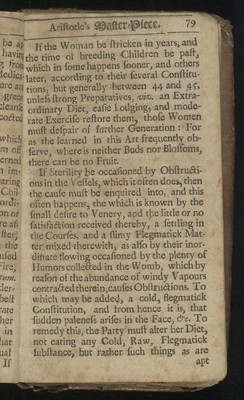 Aristotle's Master-Piece. 79
If the Woman be stricken in years, and
the time of breeding Children be past,
which in some happens sooner, and others
later, according to their several Constitu-
tions, but generally between 44 and 45,
unless strong Preparatives, &c. an Extra-
ordinary Diet, ease Lodging, and mode-
rate Exercise restore them, those Women
must despair of further Generation: For
as the learned in this Art frequently ob-
serve, where is neither Buds nor Blossoms,
there can be no Fruit.
If Sterility be occasioned by Obstructi-
ons in the Vessals, which it often does, then
the cause must be enquired into, and this
often happens, the which is known by the
small desire to Venery, and the little or no
satisfaction received thereby, a settling in
the Courses, and a slimy Flegmatick Mat-
ter mixed therewith, as also by their inor-
dinate flowing occasioned by the plenty of
Humors collected in the Womb, which by
reason of the abundance of windy Vapours
contracted therein, causes Obstructions. To
which may be added, a cold, flegmatick
Constitution, and from hence it is, that
sudden paleness arises in the Face, &c. To
remedy this, the Party must alter her Diet,
not eating any Cold, Raw, Flegmatick
substance, but rather such things as are
apt